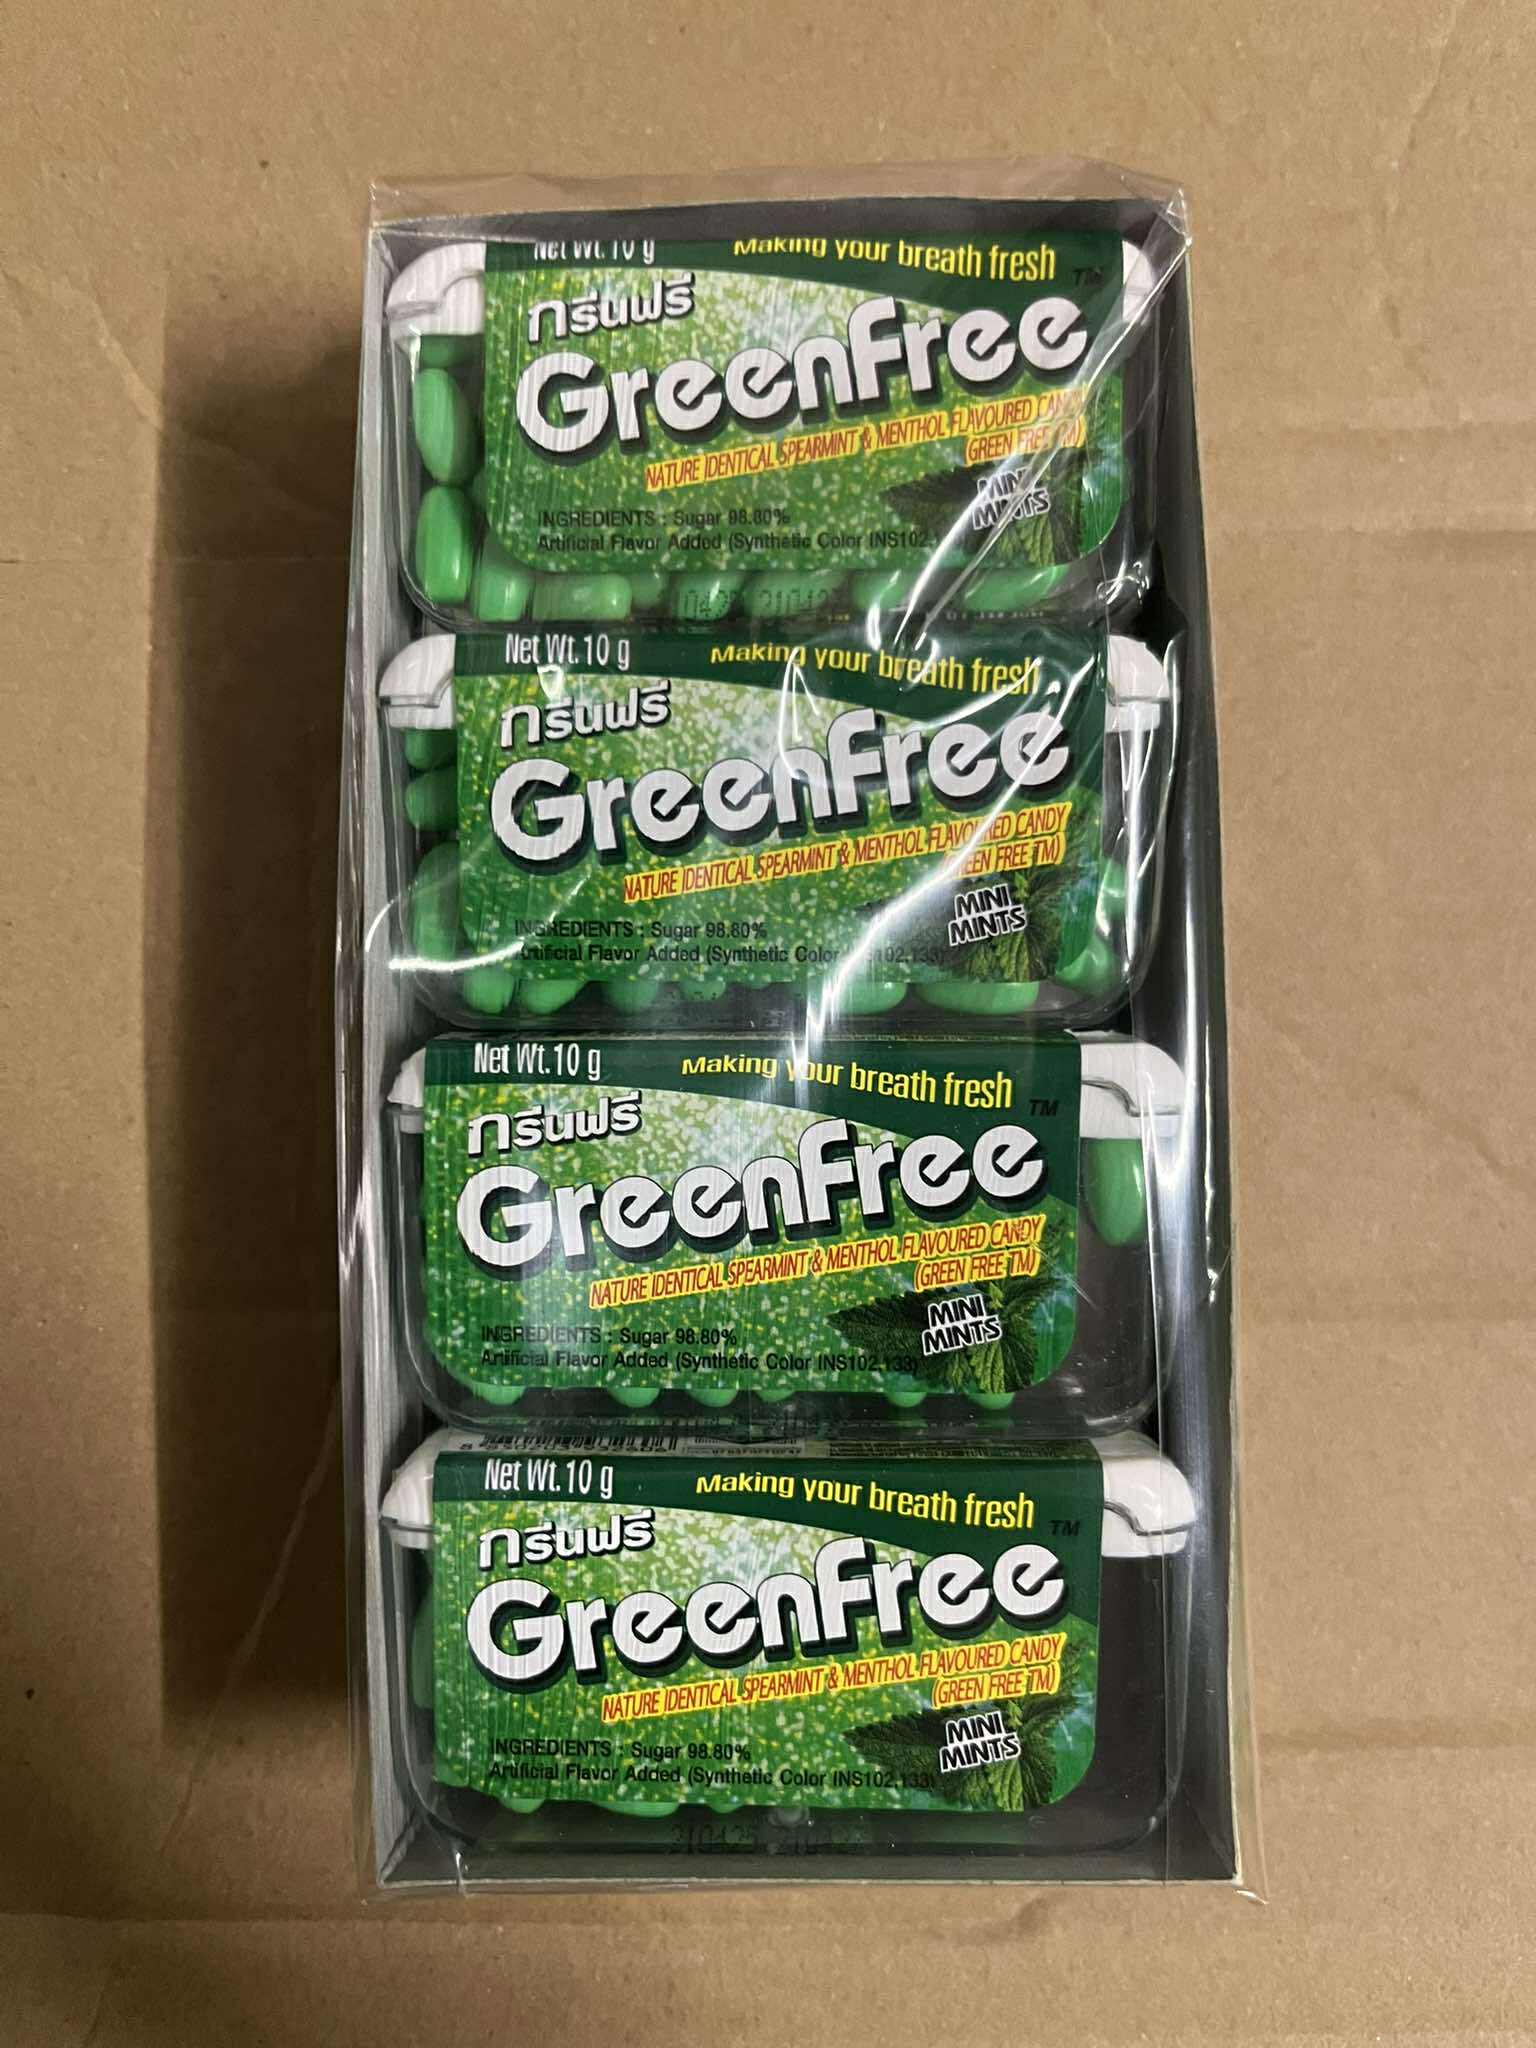 Net Wt. 10 g
Making your breath fresh
TM
กรีนฟรี
Greenfree
NATURE IDENTICAL SPEARMINT & MENTHOL FLAVOURED CANDY
(GREEN FREE TM)
MINI
MINTS
INGREDIENTS : Sugar 98.80%
Artificial Flavor Added (Synthetic Color INS102,
Net Wt. 10 g
Making your breath fresh
กรีนฟรี
Greenfree
NATURE IDENTICAL SPEARMINT & MENTHOL FLAVOURED CANDY
(GREEN FREE TM)
MINI
MINTS
INGREDIENTS : Sugar 98.80%
Artificial Flavor Added (Synthetic Color INS102,133)
Net Wt. 10 g
Making your breath fresh
TM
กรีนฟรี
Greenfree
NATURE IDENTICAL SPEARMINT & MENTHOL FLAVOURED CANDY
(GREEN FREE TM)
MINI
MINTS
INGREDIENTS : Sugar 98.80%
Artificial Flavor Added (Synthetic Color INS102,133)
Net Wt. 10 g
Making your breath fresh
TM
กรีนฟรี
Greenfree
NATURE IDENTICAL SPEARMINT & MENTHOL FLAVOURED CANDY
(GREEN FREE TM)
MINI
MINTS
INGREDIENTS : Sugar 98.80%
Artificial Flavor Added (Synthetic Color INS102,133)
210425